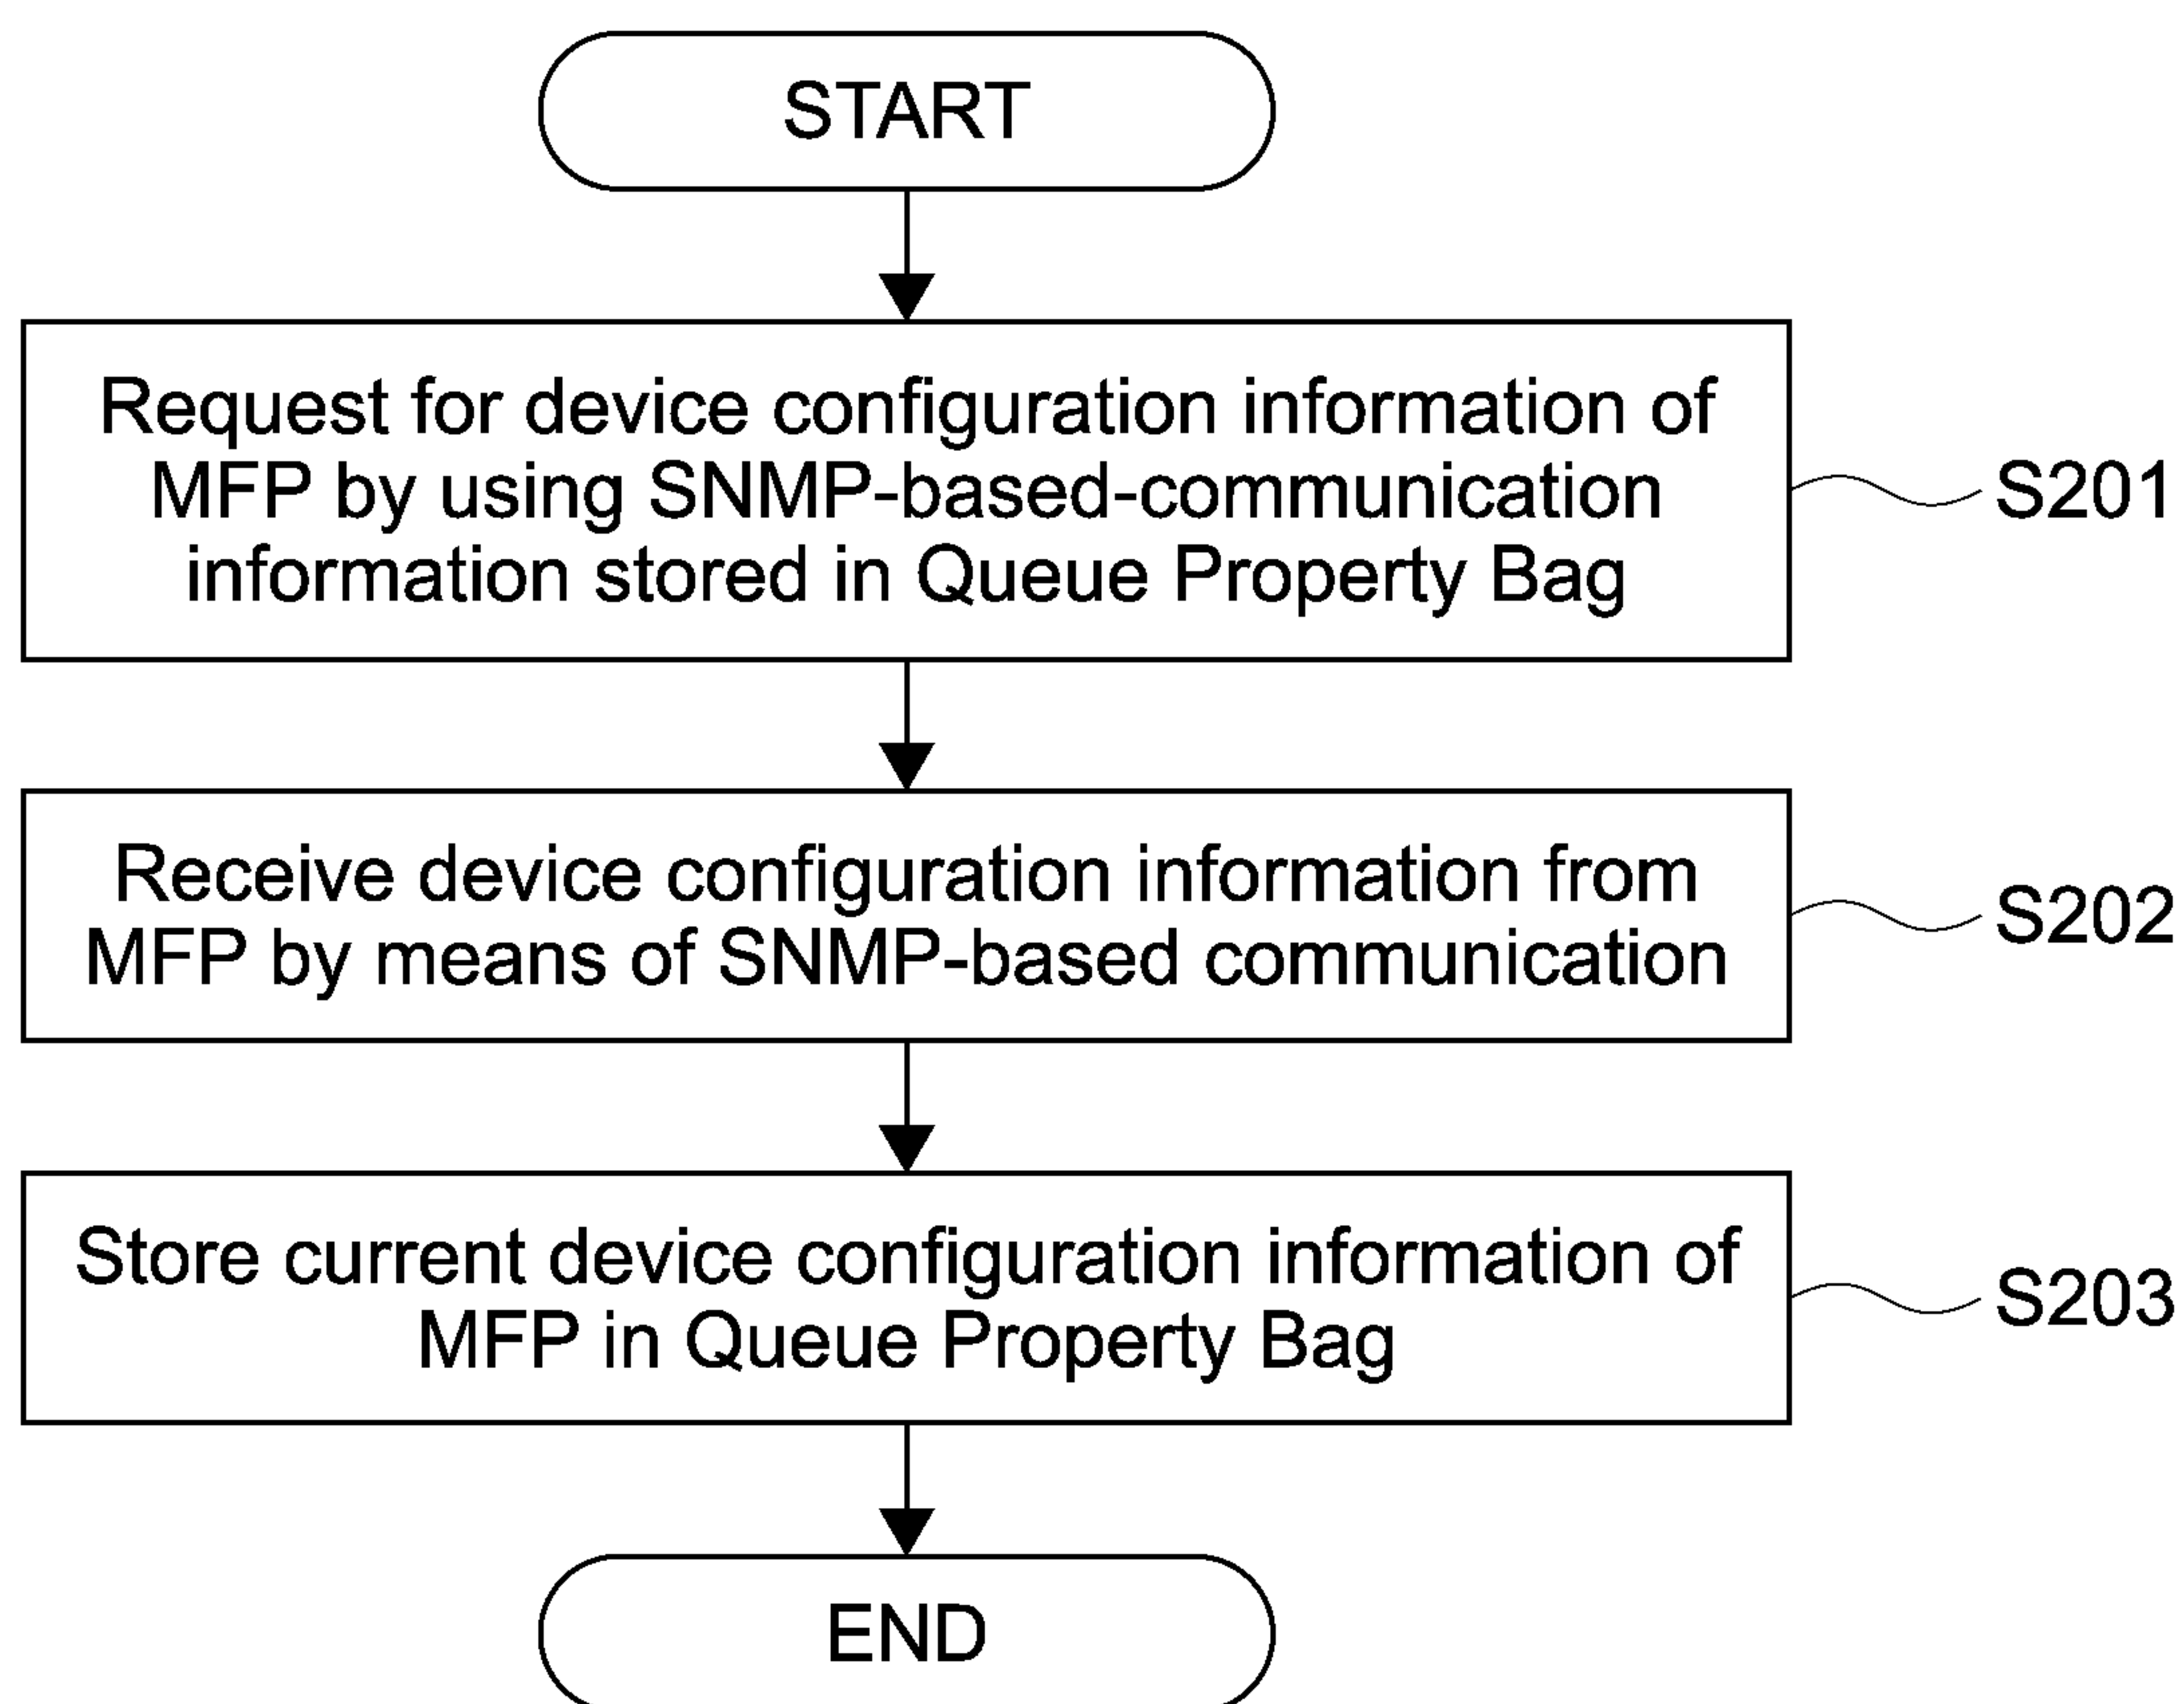 START
Request for device configuration information of
MFP by using SNMP-based-communication
information stored in Queue Property Bag
S201
Receive device configuration information from
MFP by means of SNMP-based communication
S202
Store current device configuration information of
MFP in Queue Property Bag
S203
END